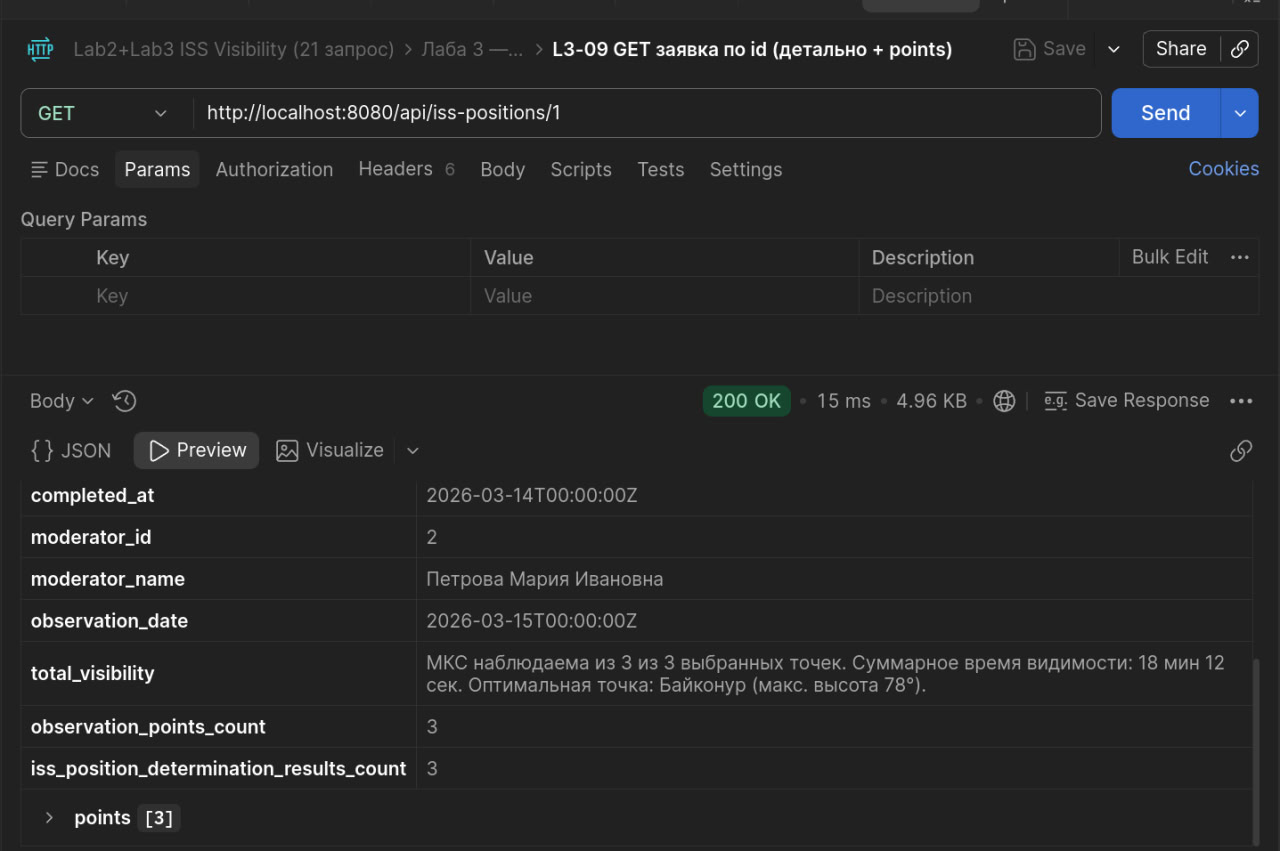 HTTP Lab2+Lab3 ISS Visibility (21 запрос) > Лаба 3 —... > L3-09 GET заявка по id (детально + points) Save Share
GET http://localhost:8080/api/iss-positions/1 Send
Docs Params Authorization Headers 6 Body Scripts Tests Settings Cookies
Query Params
Key Value Description Bulk Edit ...
Key Value Description
Body 200 OK • 15 ms • 4.96 KB • e.g. Save Response ...
{} JSON Preview Visualize
completed_at 2026-03-14T00:00:00Z
moderator_id 2
moderator_name Петрова Мария Ивановна
observation_date 2026-03-15T00:00:00Z
total_visibility МКС наблюдаема из 3 из 3 выбранных точек. Суммарное время видимости: 18 мин 12
сек. Оптимальная точка: Байконур (макс. высота 78°).
observation_points_count 3
iss_position_determination_results_count 3
> points [3]